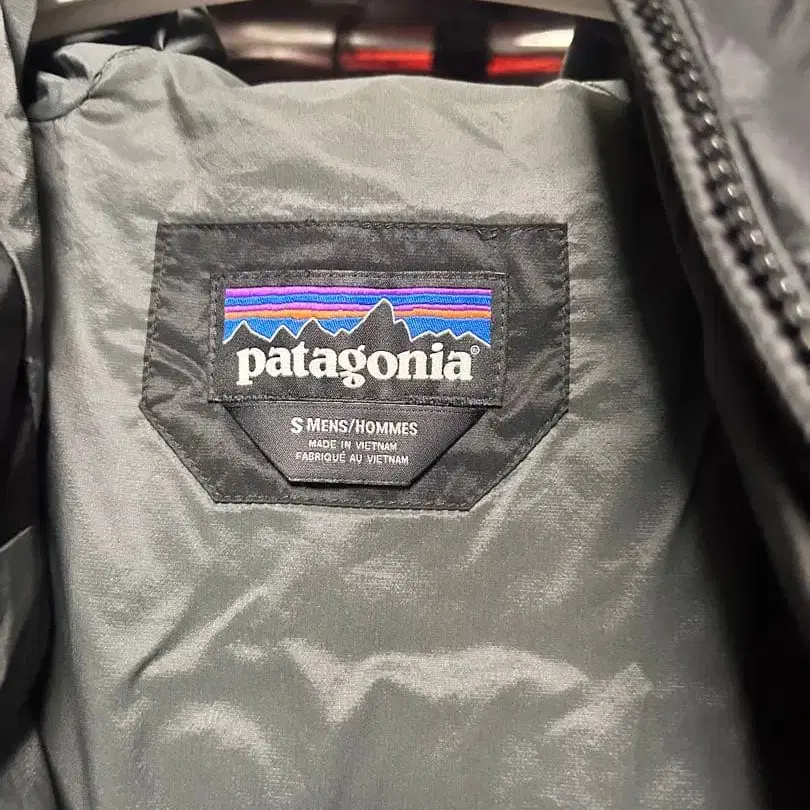 patagonia®
S MENS/HOMMES
MADE IN VIETNAM
FABRIQUÉ AU VIETNAM